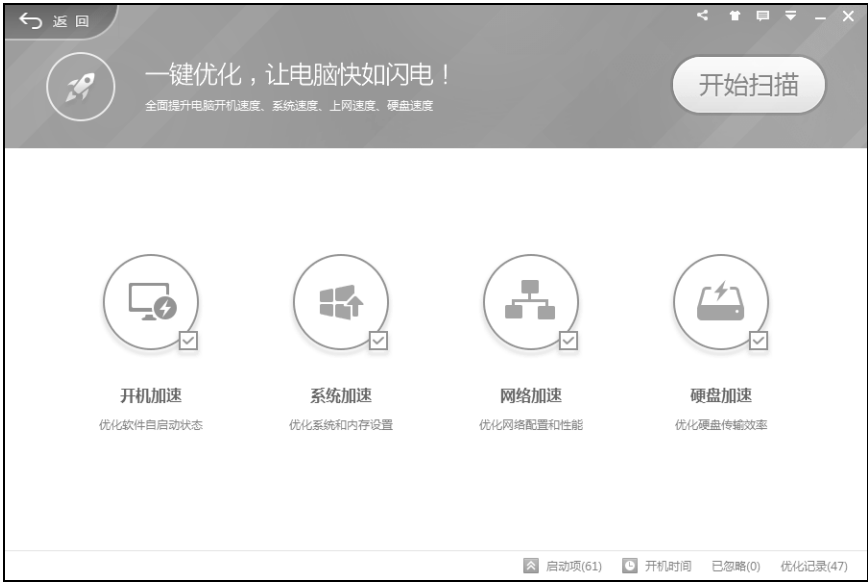 返回
一键优化，让电脑快如闪电！
开始扫描
全面提升电脑开机速度、系统速度、上网速度、硬盘速度
开机加速
系统加速
网络加速
硬盘加速
优化软件自启动状态
优化系统和内存设置
优化网络配置和性能
优化硬盘传输效率
启动项(61)
开机时间
已忽略(0)
优化记录(47)